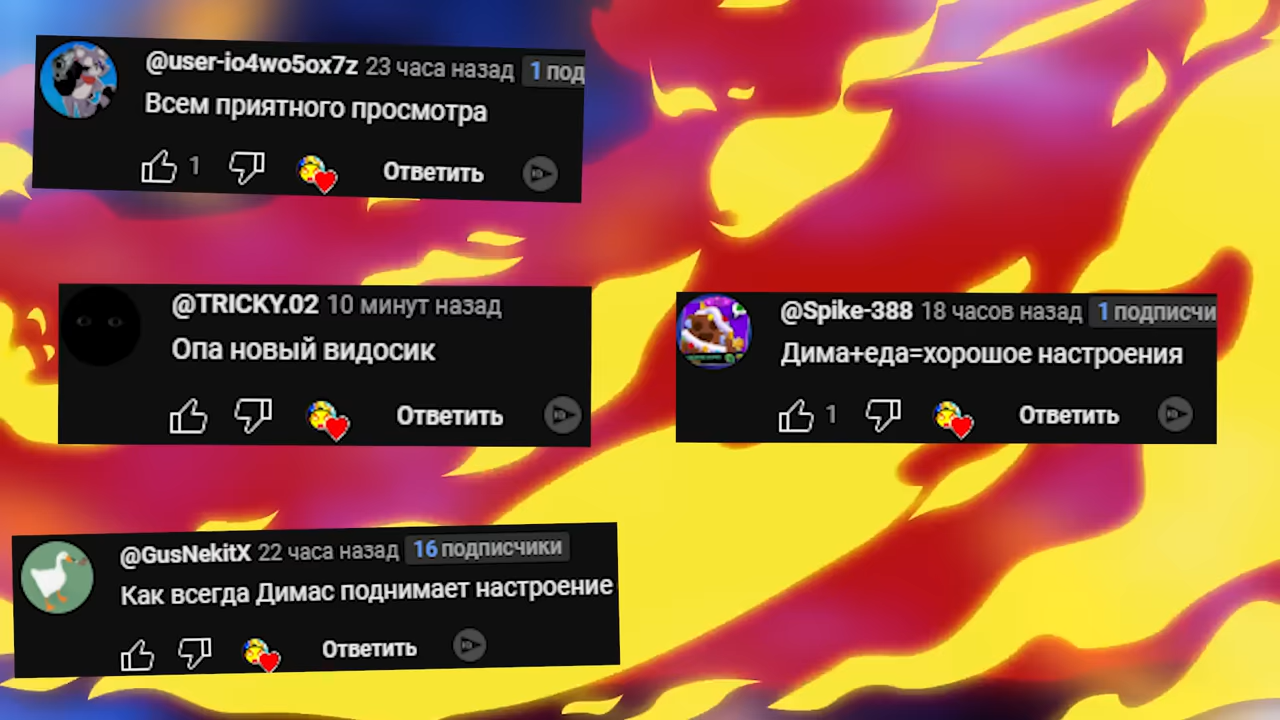 @user-io4wo5ox7z 23 часа назад 1 под
Всем приятного просмотра
1 Ответить
@TRICKY.02 10 минут назад
Опа новый видосик
Ответить
@Spike-388 18 часов назад 1 подписчи
Дима+еда=хорошое настроения
1 Ответить
@GusNekitX 22 часа назад 16 подписчики
Как всегда Димас поднимает настроение
Ответить